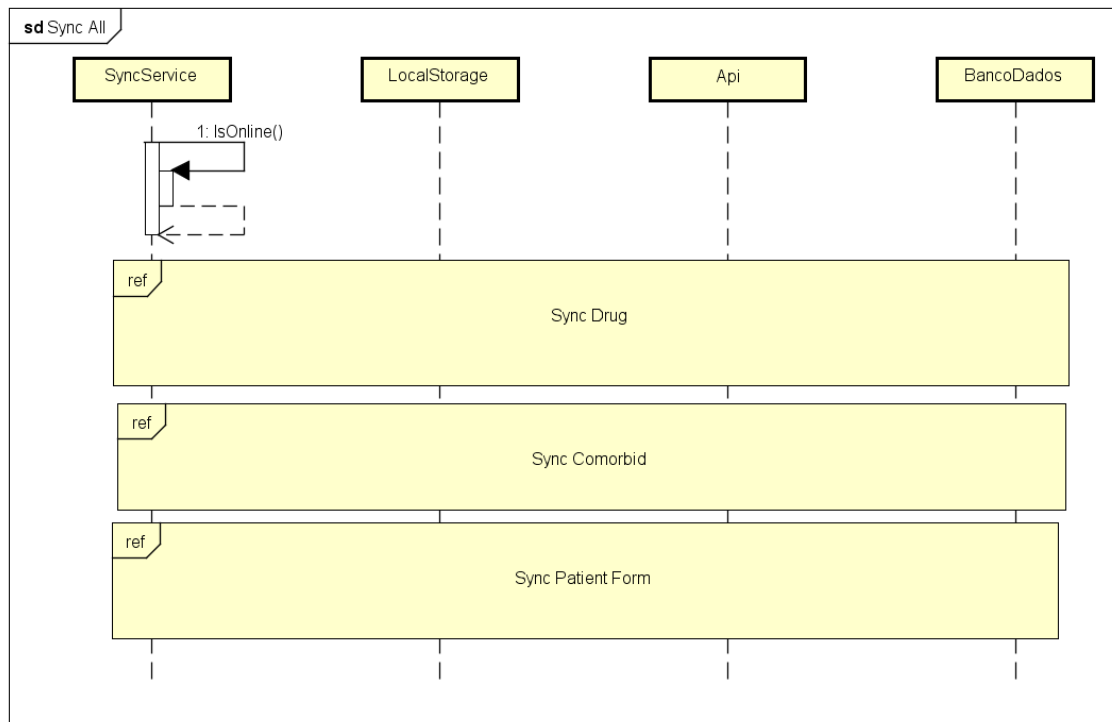 sd Sync All
SyncService
LocalStorage
Api
BancoDados
1: IsOnline()
ref
Sync Drug
ref
Sync Comorbid
ref
Sync Patient Form